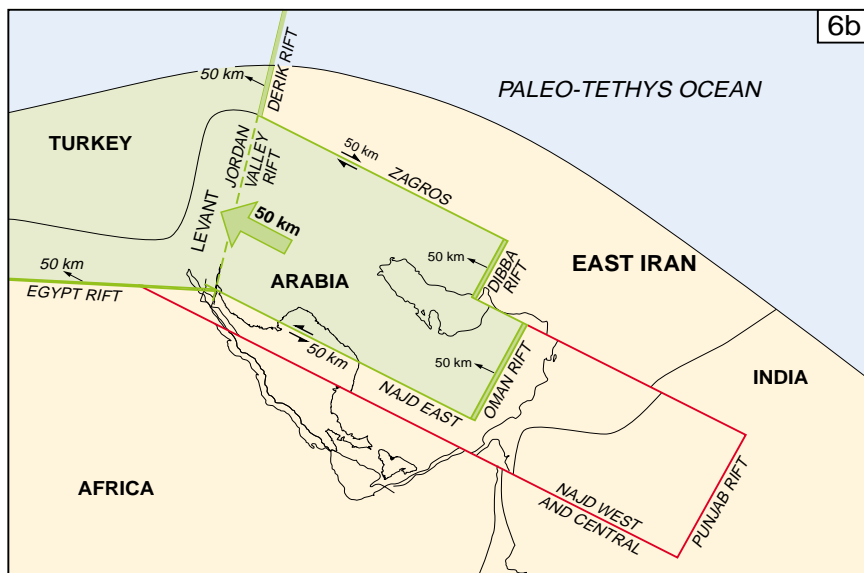 6b
DERIK RIFT
50 km
PALEO-TETHYS OCEAN
TURKEY
JORDAN
VALLEY
RIFT
50 km
ZAGROS
LEVANT
50 km
50 km
DIBBA
RIFT
EAST IRAN
50 km
ARABIA
EGYPT RIFT
50 km
50 km
OMAN RIFT
INDIA
NAJD EAST
AFRICA
NAJD WEST
AND CENTRAL
PUNJAB RIFT